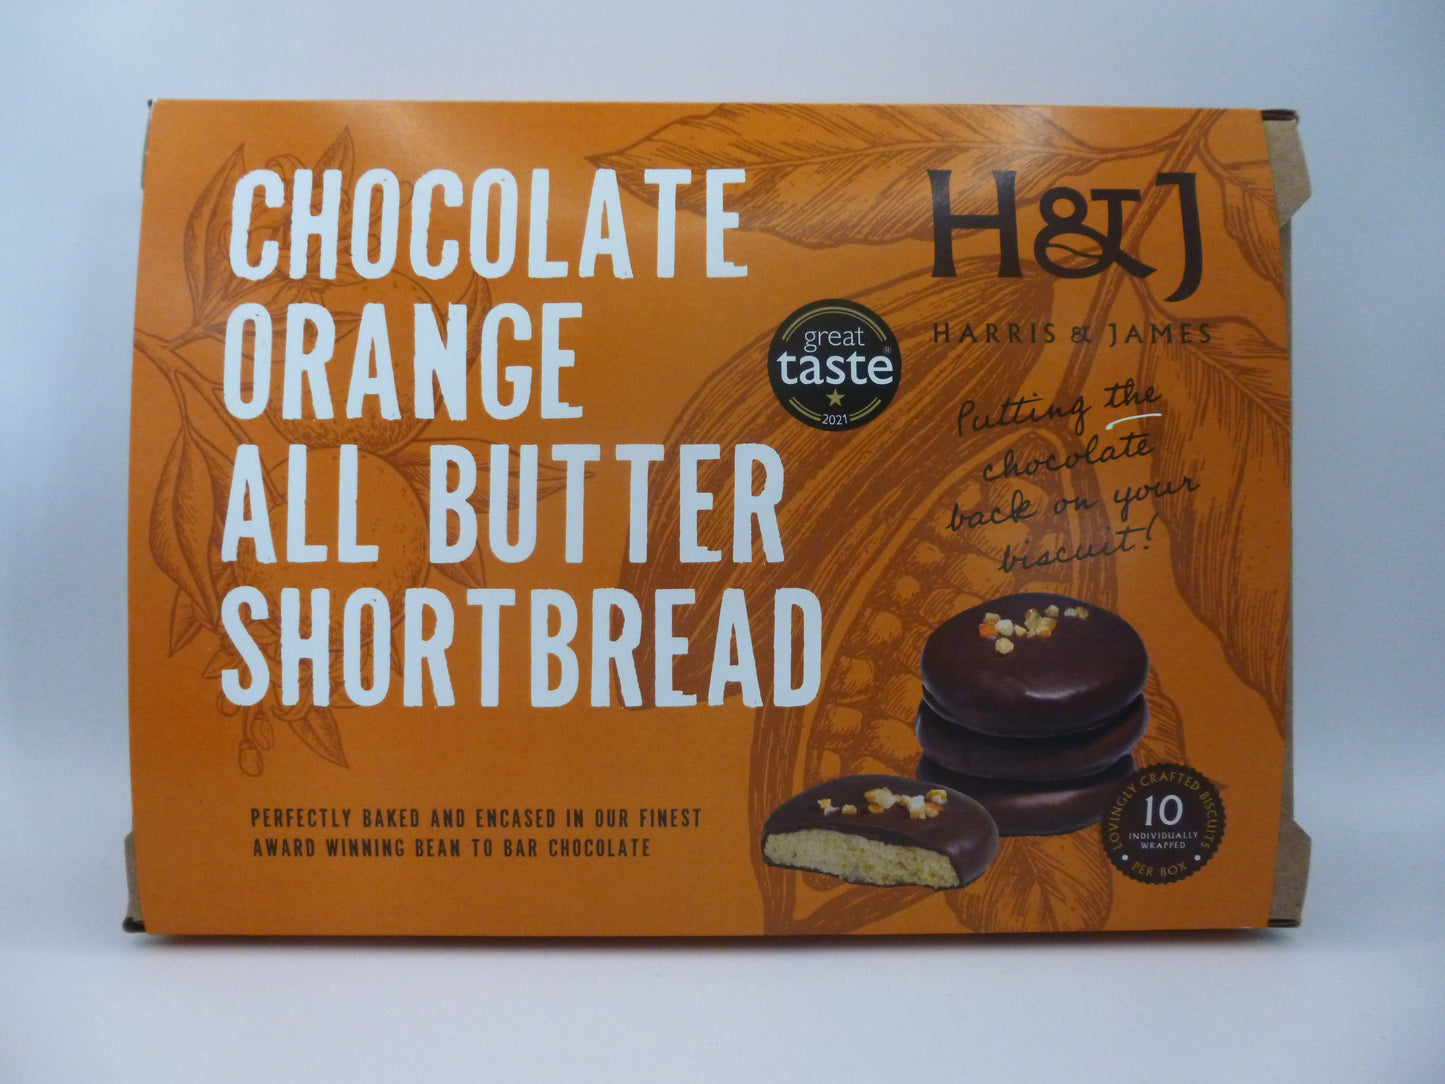 CHOCOLATE
ORANGE
ALL BUTTER
SHORTBREAD
PERFECTLY BAKED AND ENCASED IN OUR FINEST
AWARD WINNING BEAN TO BAR CHOCOLATE
great
taste®
2021
H&J
HARRIS & JAMES
Putting the
chocolate
back on your
biscuit!
LOVINGLY CRAFTED BISCUITS
10
INDIVIDUALLY
WRAPPED
• PER BOX •